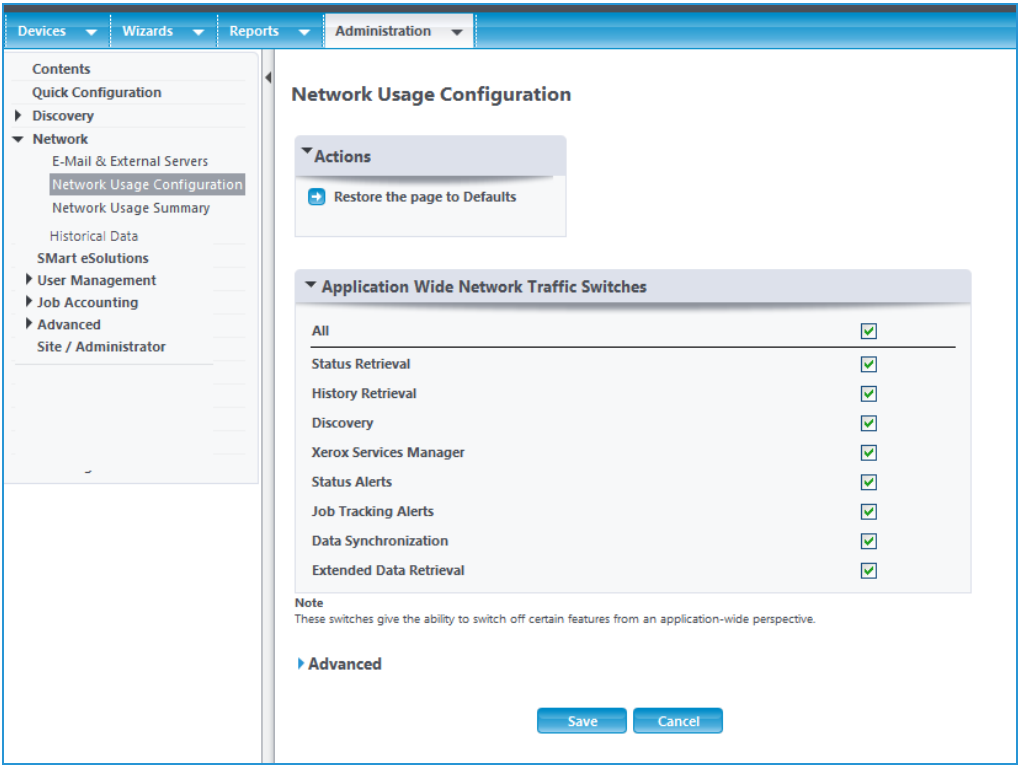 Devices Wizards Reports Administration
Contents
Quick Configuration
Discovery
Network
E-Mail & External Servers
Network Usage Configuration
Network Usage Summary
Historical Data
SMart eSolutions
User Management
Job Accounting
Advanced
Site / Administrator
Network Usage Configuration
Actions
Restore the page to Defaults
Application Wide Network Traffic Switches
All
Status Retrieval
History Retrieval
Discovery
Xerox Services Manager
Status Alerts
Job Tracking Alerts
Data Synchronization
Extended Data Retrieval
Note
These switches give the ability to switch off certain features from an application-wide perspective.
Advanced
Save Cancel